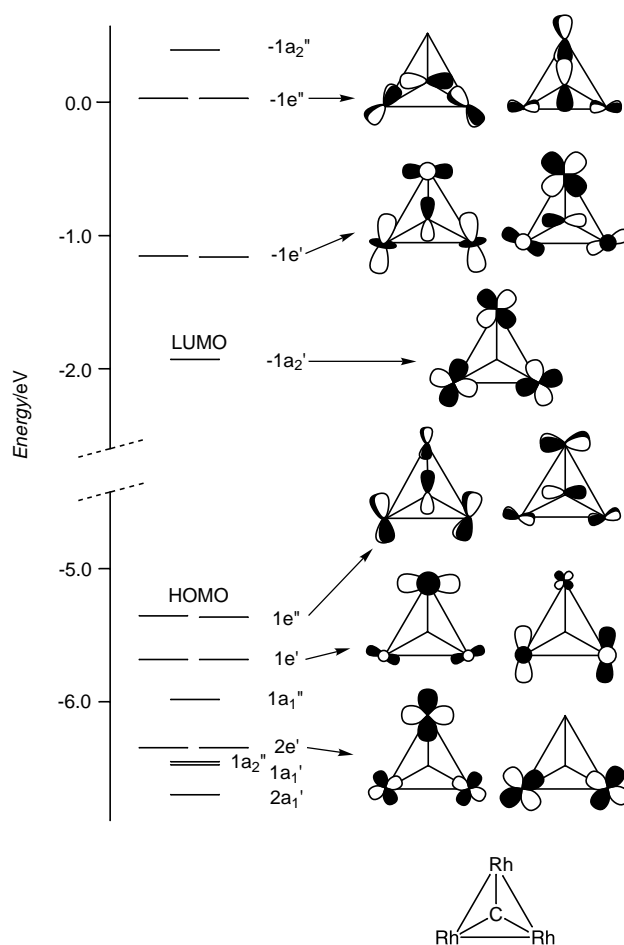 -1a₂"
-1e"
0.0
-1.0
-1e'
LUMO
-1a₂'
-2.0
Energy/eV
-5.0
HOMO
1e"
1e'
1a₁"
-6.0
2e'
1a₂"
1a₁'
2a₁'
Rh
C
Rh Rh